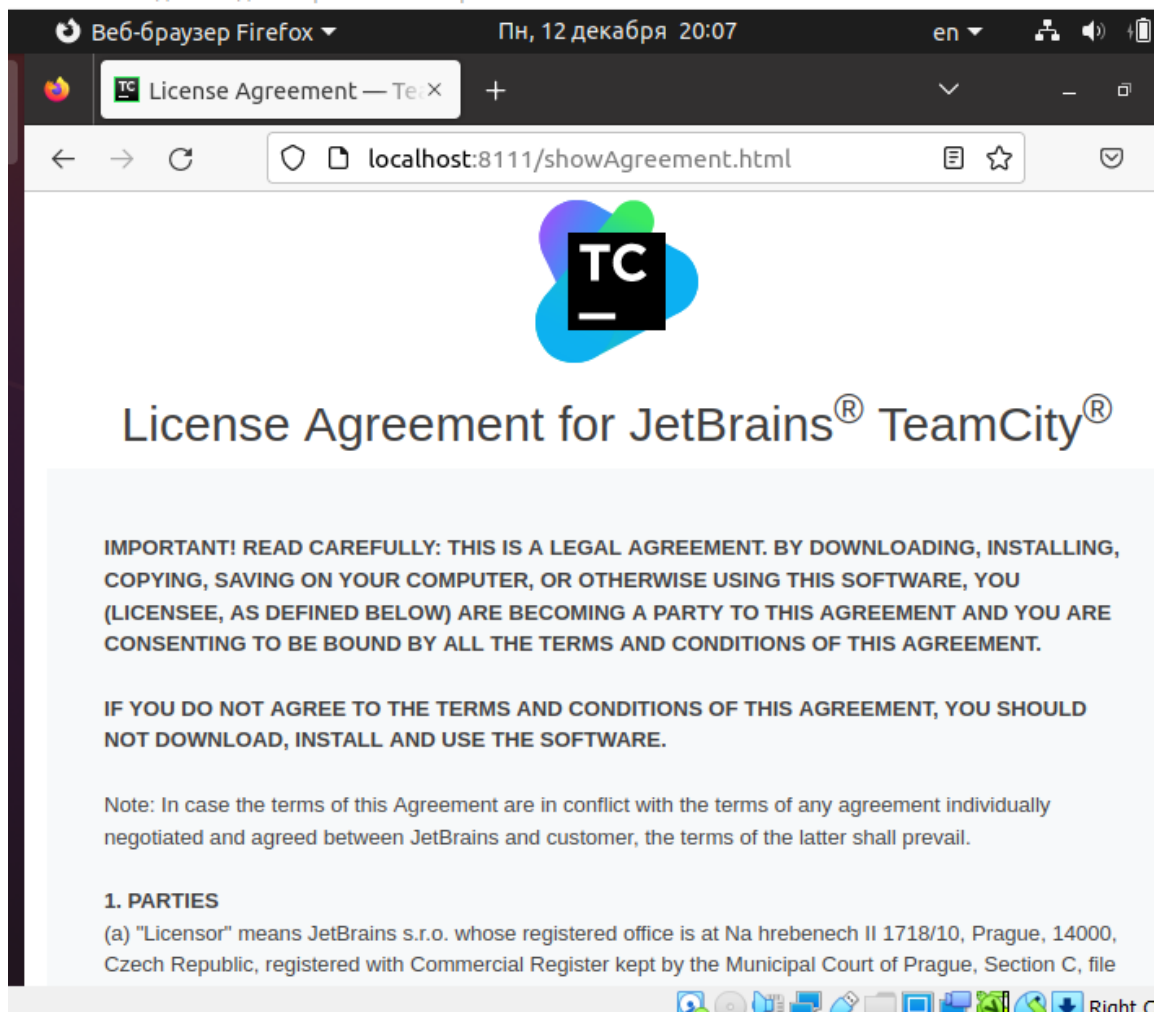 Веб-браузер Firefox
Пн, 12 декабря 20:07
en
TC
License Agreement — Tea
localhost:8111/showAgreement.html
TC
License Agreement for JetBrains® TeamCity®
IMPORTANT! READ CAREFULLY: THIS IS A LEGAL AGREEMENT. BY DOWNLOADING, INSTALLING,
COPYING, SAVING ON YOUR COMPUTER, OR OTHERWISE USING THIS SOFTWARE, YOU
(LICENSEE, AS DEFINED BELOW) ARE BECOMING A PARTY TO THIS AGREEMENT AND YOU ARE
CONSENTING TO BE BOUND BY ALL THE TERMS AND CONDITIONS OF THIS AGREEMENT.
IF YOU DO NOT AGREE TO THE TERMS AND CONDITIONS OF THIS AGREEMENT, YOU SHOULD
NOT DOWNLOAD, INSTALL AND USE THE SOFTWARE.
Note: In case the terms of this Agreement are in conflict with the terms of any agreement individually
negotiated and agreed between JetBrains and customer, the terms of the latter shall prevail.
1. PARTIES
(a) "Licensor" means JetBrains s.r.o. whose registered office is at Na hrebenech II 1718/10, Prague, 14000,
Czech Republic, registered with Commercial Register kept by the Municipal Court of Prague, Section C, file
Right C